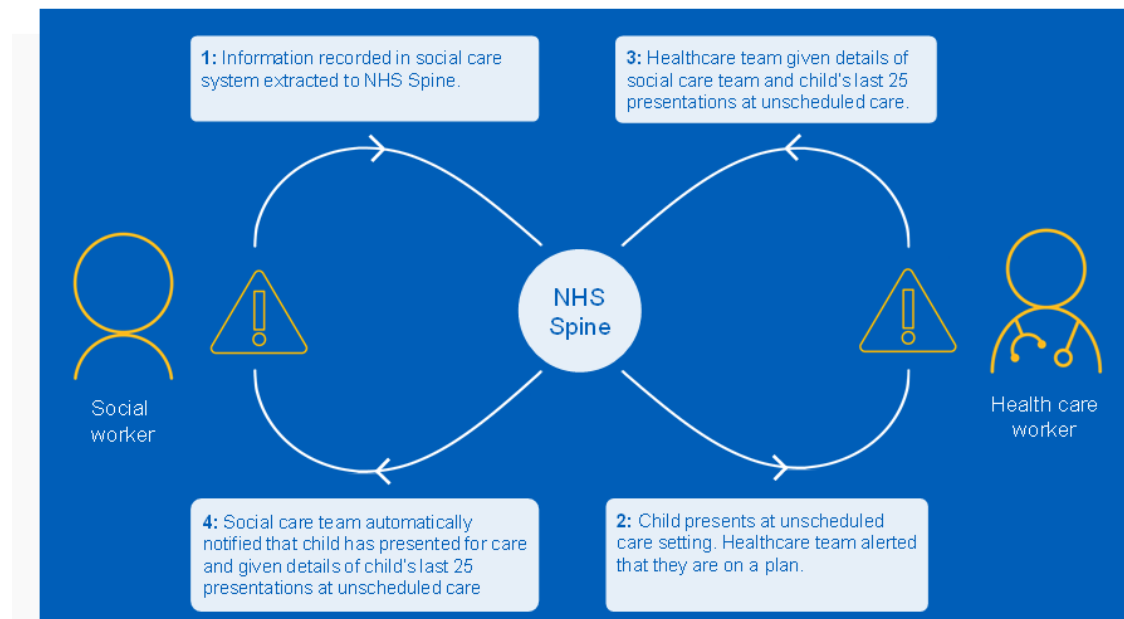 1: Information recorded in social care
system extracted to NHS Spine.
3: Healthcare team given details of
social care team and child's last 25
presentations at unscheduled care.
NHS
Spine
Social
worker
Health care
worker
4: Social care team automatically
notified that child has presented for care
and given details of child's last 25
presentations at unscheduled care
2: Child presents at unscheduled
care setting. Healthcare team alerted
that they are on a plan.